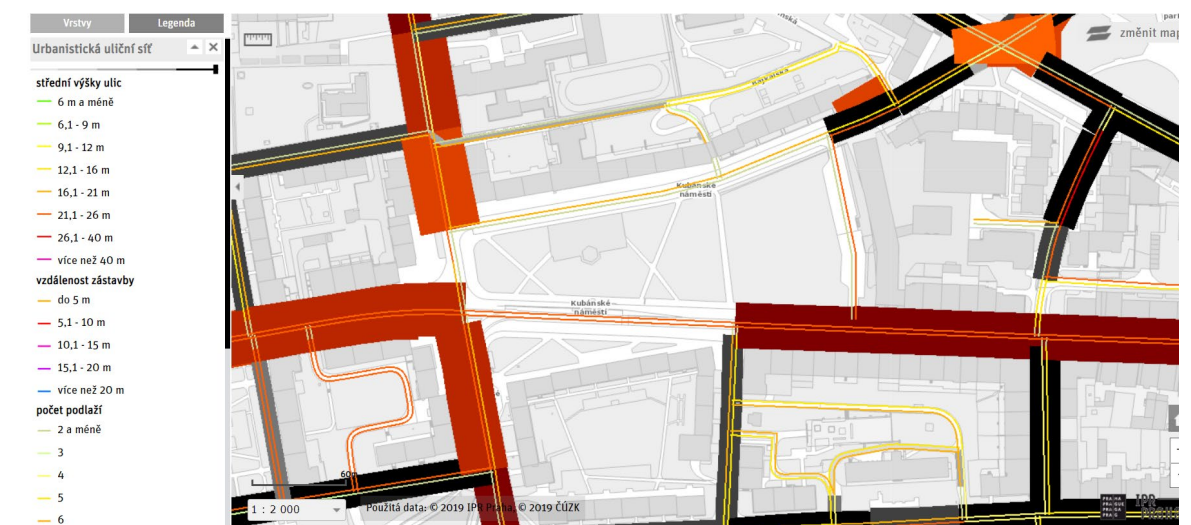 Vrstvy
Legenda
Urbanistická uliční síť
střední výšky ulic
6 m a méně
6,1 - 9 m
9,1 - 12 m
12,1 - 16 m
16,1 - 21 m
21,1 - 26 m
26,1 - 40 m
více než 40 m
vzdálenost zástavby
do 5 m
5,1 - 10 m
10,1 - 15 m
15,1 - 20 m
více než 20 m
počet podlaží
2 a méně
3
4
5
6
změnit map
Kubánské
náměstí
Kubánské
náměstí
60m
1 : 2 000
Použitá data: © 2019 IPR Praha, © 2019 ČÚZK
IPR
PRAHA